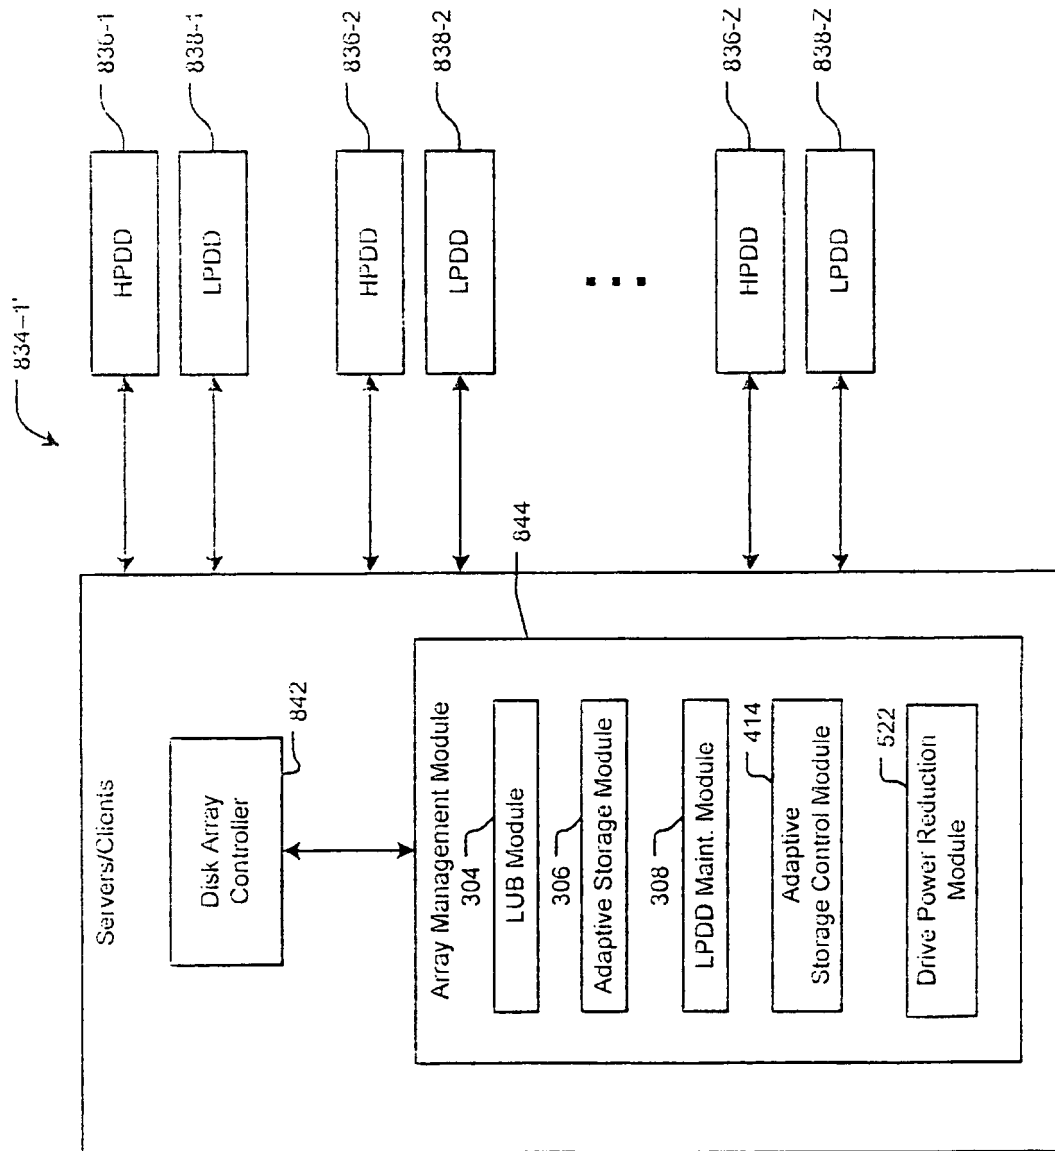 834-1'
Servers/Clients
Disk Array
Controller
842
844
Array Management Module
304
LUB Module
306
Adaptive Storage Module
308
LPDD Maint. Module
414
Adaptive
Storage Control Module
522
Drive Power Reduction
Module
HPDD
836-1
LPDD
838-1
HPDD
836-2
LPDD
838-2
...
HPDD
836-Z
LPDD
838-Z